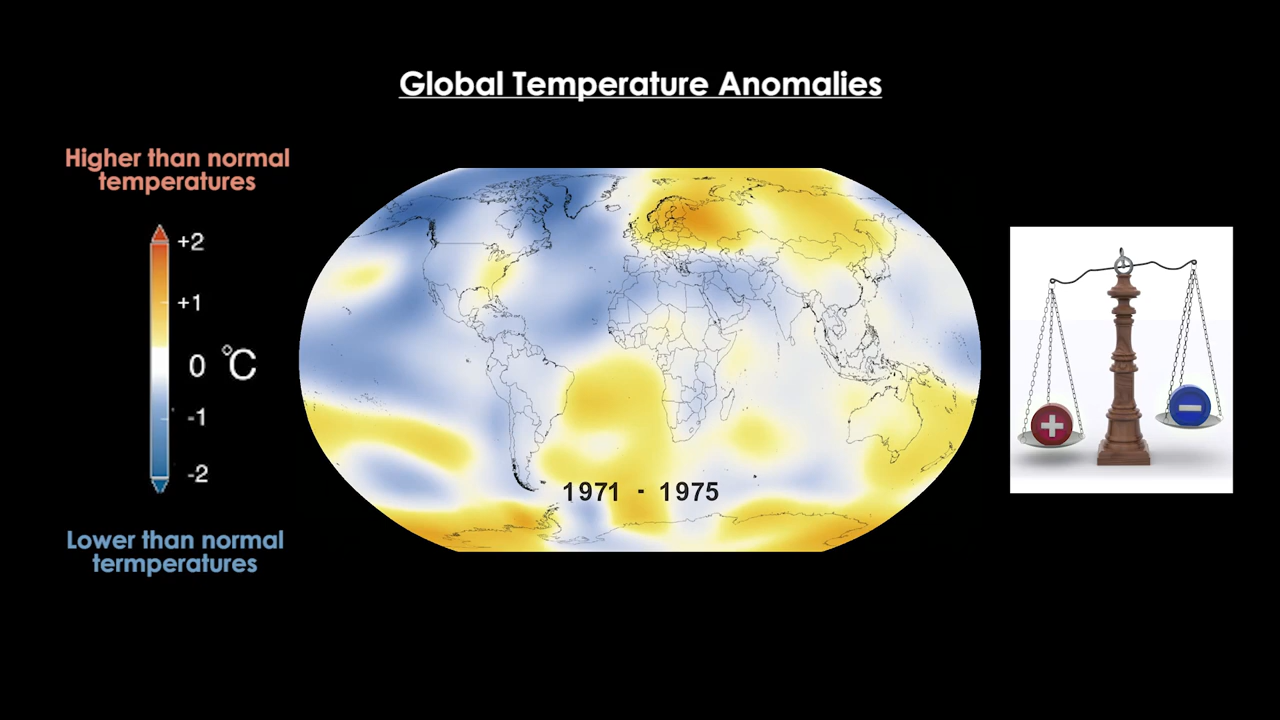 Global Temperature Anomalies
Higher than normal
temperatures
+2
+1
0 °C
-1
-2
Lower than normal
termperatures
1971 - 1975
+
-